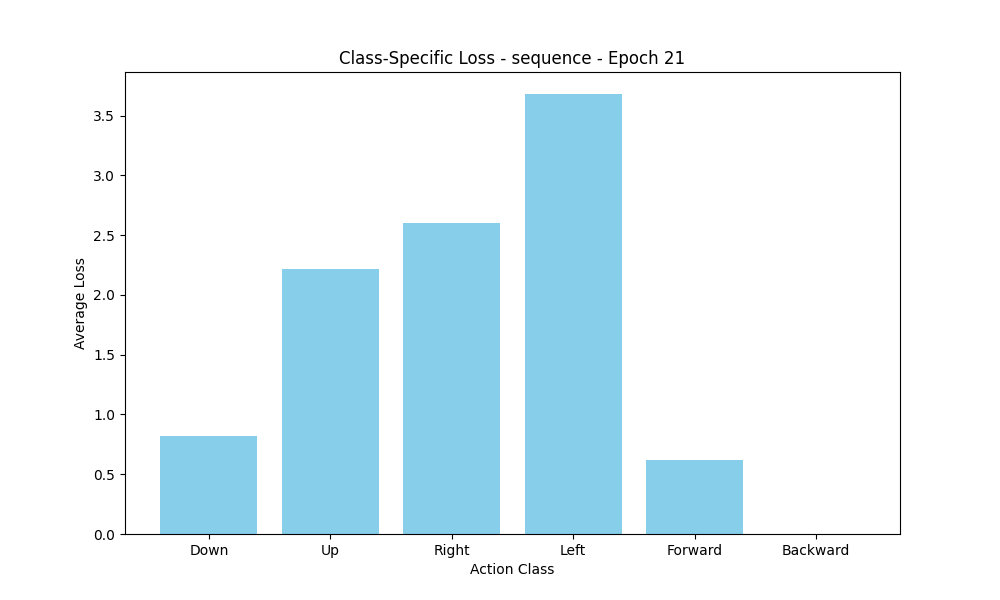 Class-Specific Loss - sequence - Epoch 21
3.5
3.0
2.5
2.0
1.5
1.0
0.5
0.0
Average Loss
Down Up Right Left Forward Backward
Action Class